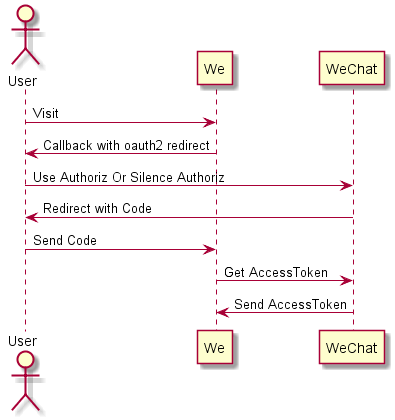 User
We
WeChat
Visit
Callback with oauth2 redirect
Use Authoriz Or Silence Authoriz
Redirect with Code
Send Code
Get AccessToken
Send AccessToken
User
We
WeChat